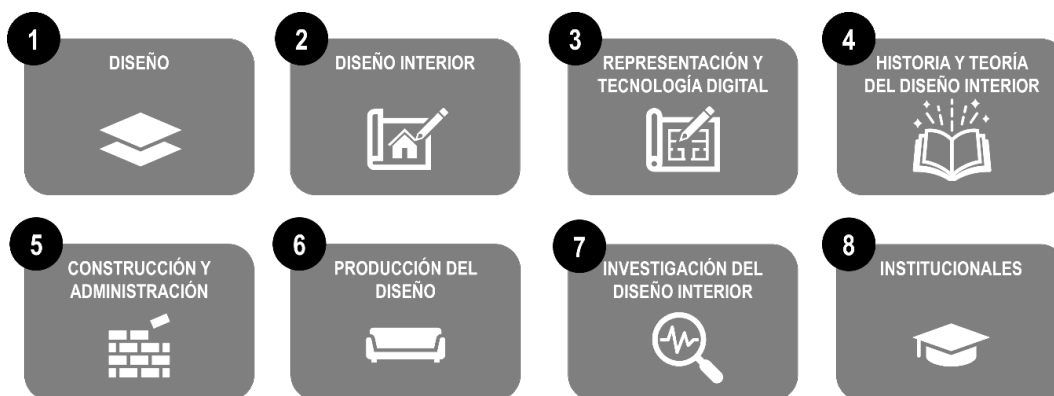 1
DISEÑO
2
DISEÑO INTERIOR
3
REPRESENTACIÓN Y
TECNOLOGÍA DIGITAL
4
HISTORIA Y TEORÍA
DEL DISEÑO INTERIOR
5
CONSTRUCCIÓN Y
ADMINISTRACIÓN
6
PRODUCCIÓN DEL
DISEÑO
7
INVESTIGACIÓN DEL
DISEÑO INTERIOR
8
INSTITUCIONALES